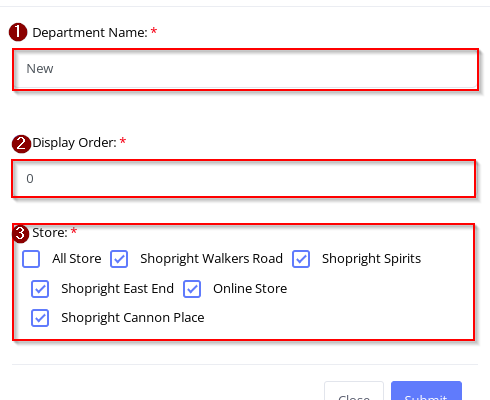 1 Department Name: *
New
2 Display Order: *
0
3 Store: *
All Store Shopright Walkers Road Shopright Spirits
Shopright East End Online Store
Shopright Cannon Place
Close Submit